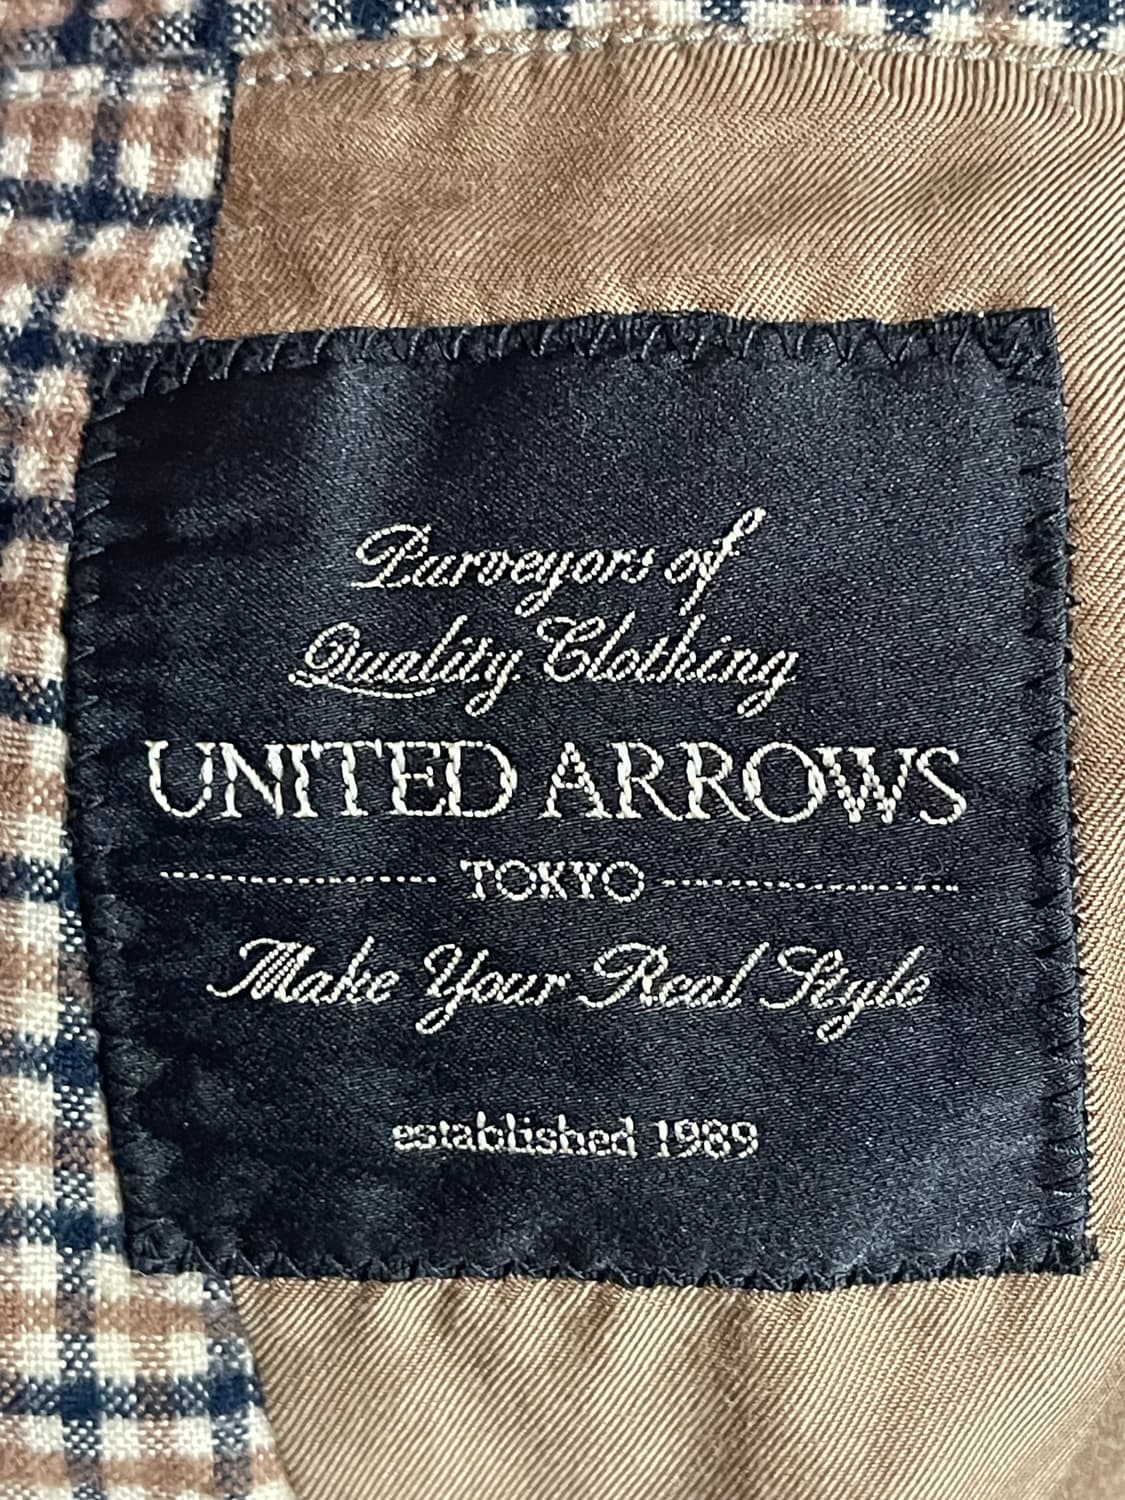 Purveyors of
Quality Clothing
UNITED ARROWS
TOKYO
Make Your Real Style
established 1989